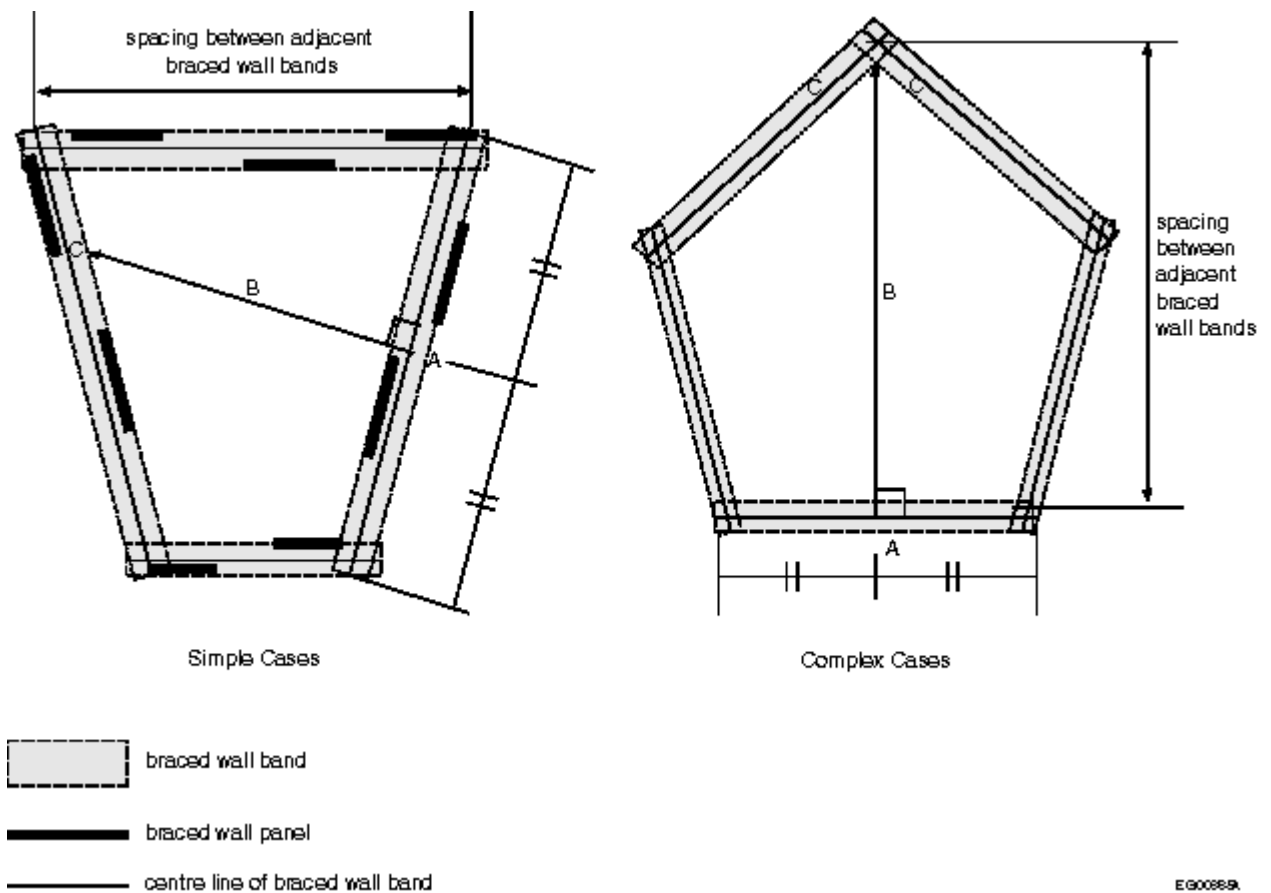 spacing between adjacent
braced wall bands
C
B
A
Simple Cases
C
C
B
A
spacing
between
adjacent
braced
wall bands
Complex Cases
braced wall band
braced wall panel
centre line of braced wall band